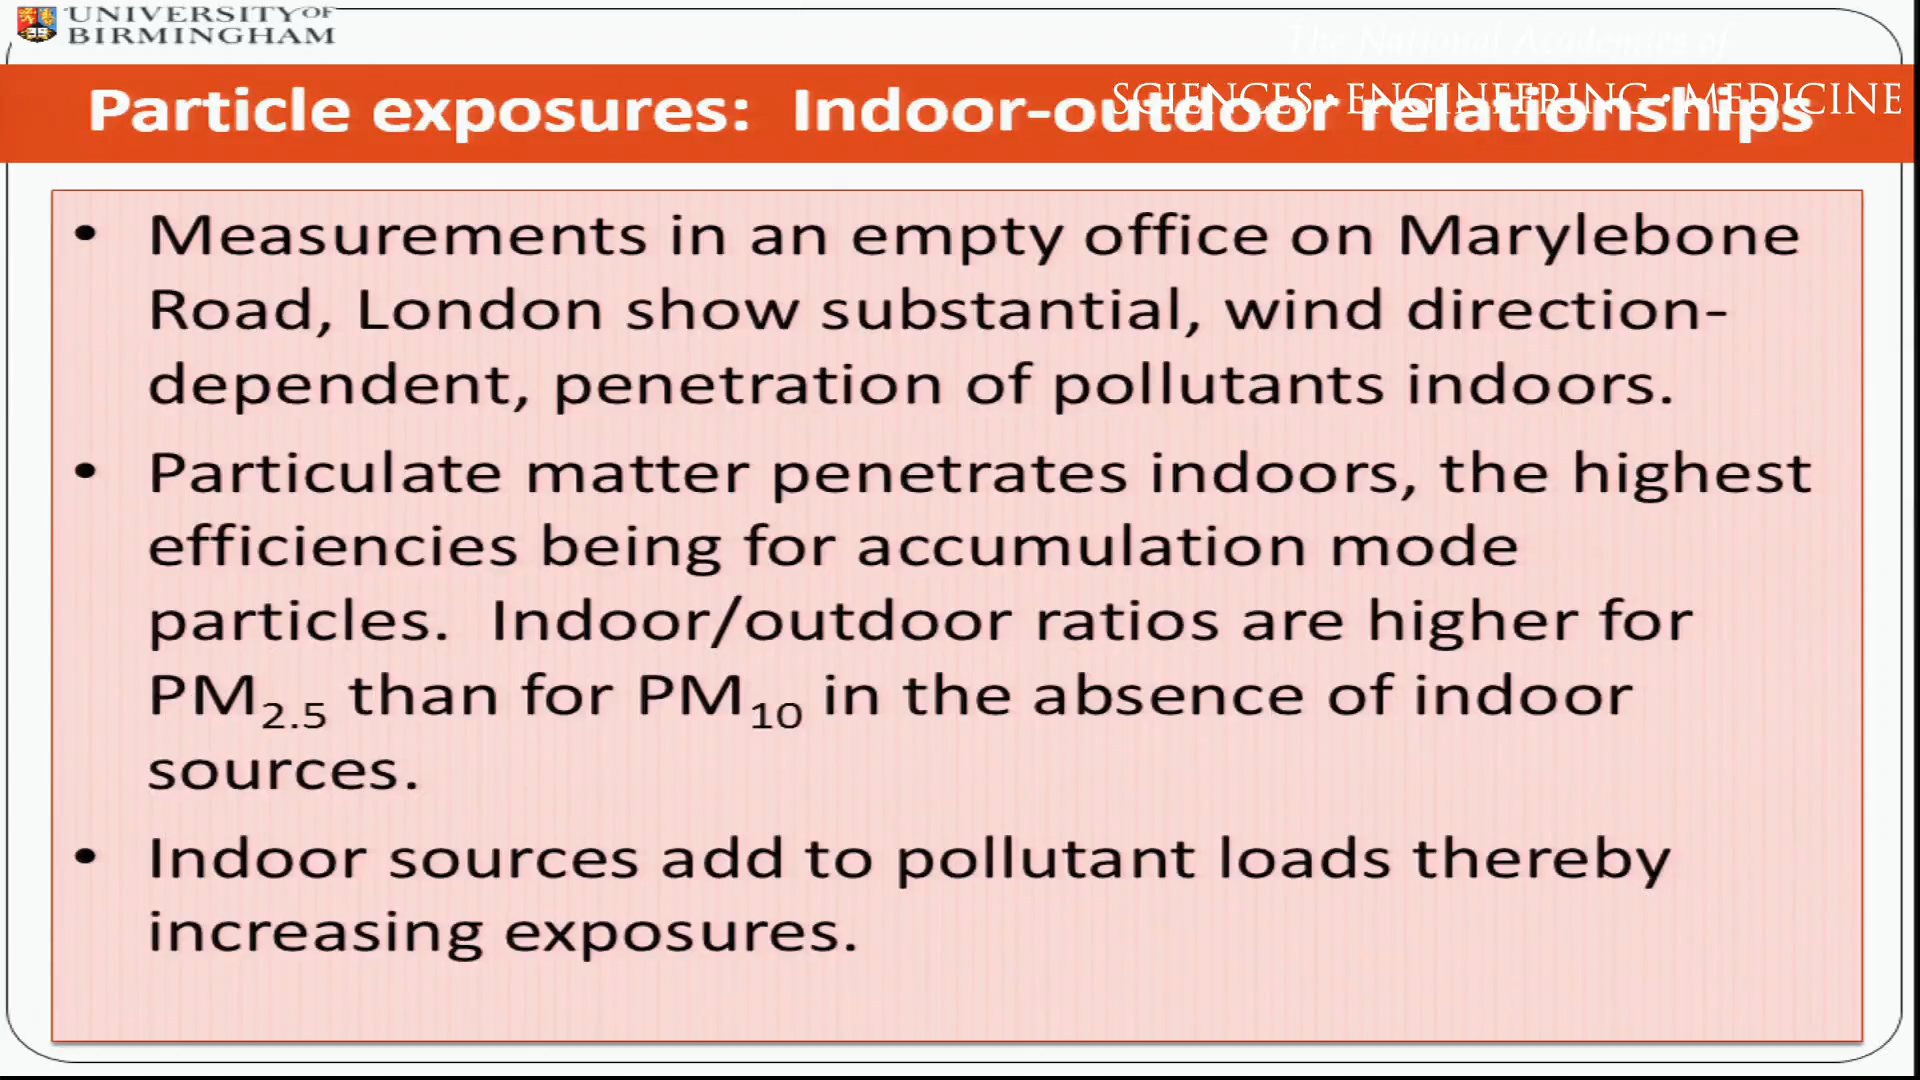 UNIVERSITY OF
BIRMINGHAM
The National Academies of
SCIENCES • ENGINEERING • MEDICINE
Particle exposures: Indoor-outdoor relationships
• Measurements in an empty office on Marylebone
Road, London show substantial, wind direction-
dependent, penetration of pollutants indoors.
• Particulate matter penetrates indoors, the highest
efficiencies being for accumulation mode
particles. Indoor/outdoor ratios are higher for
PM2.5 than for PM10 in the absence of indoor
sources.
• Indoor sources add to pollutant loads thereby
increasing exposures.